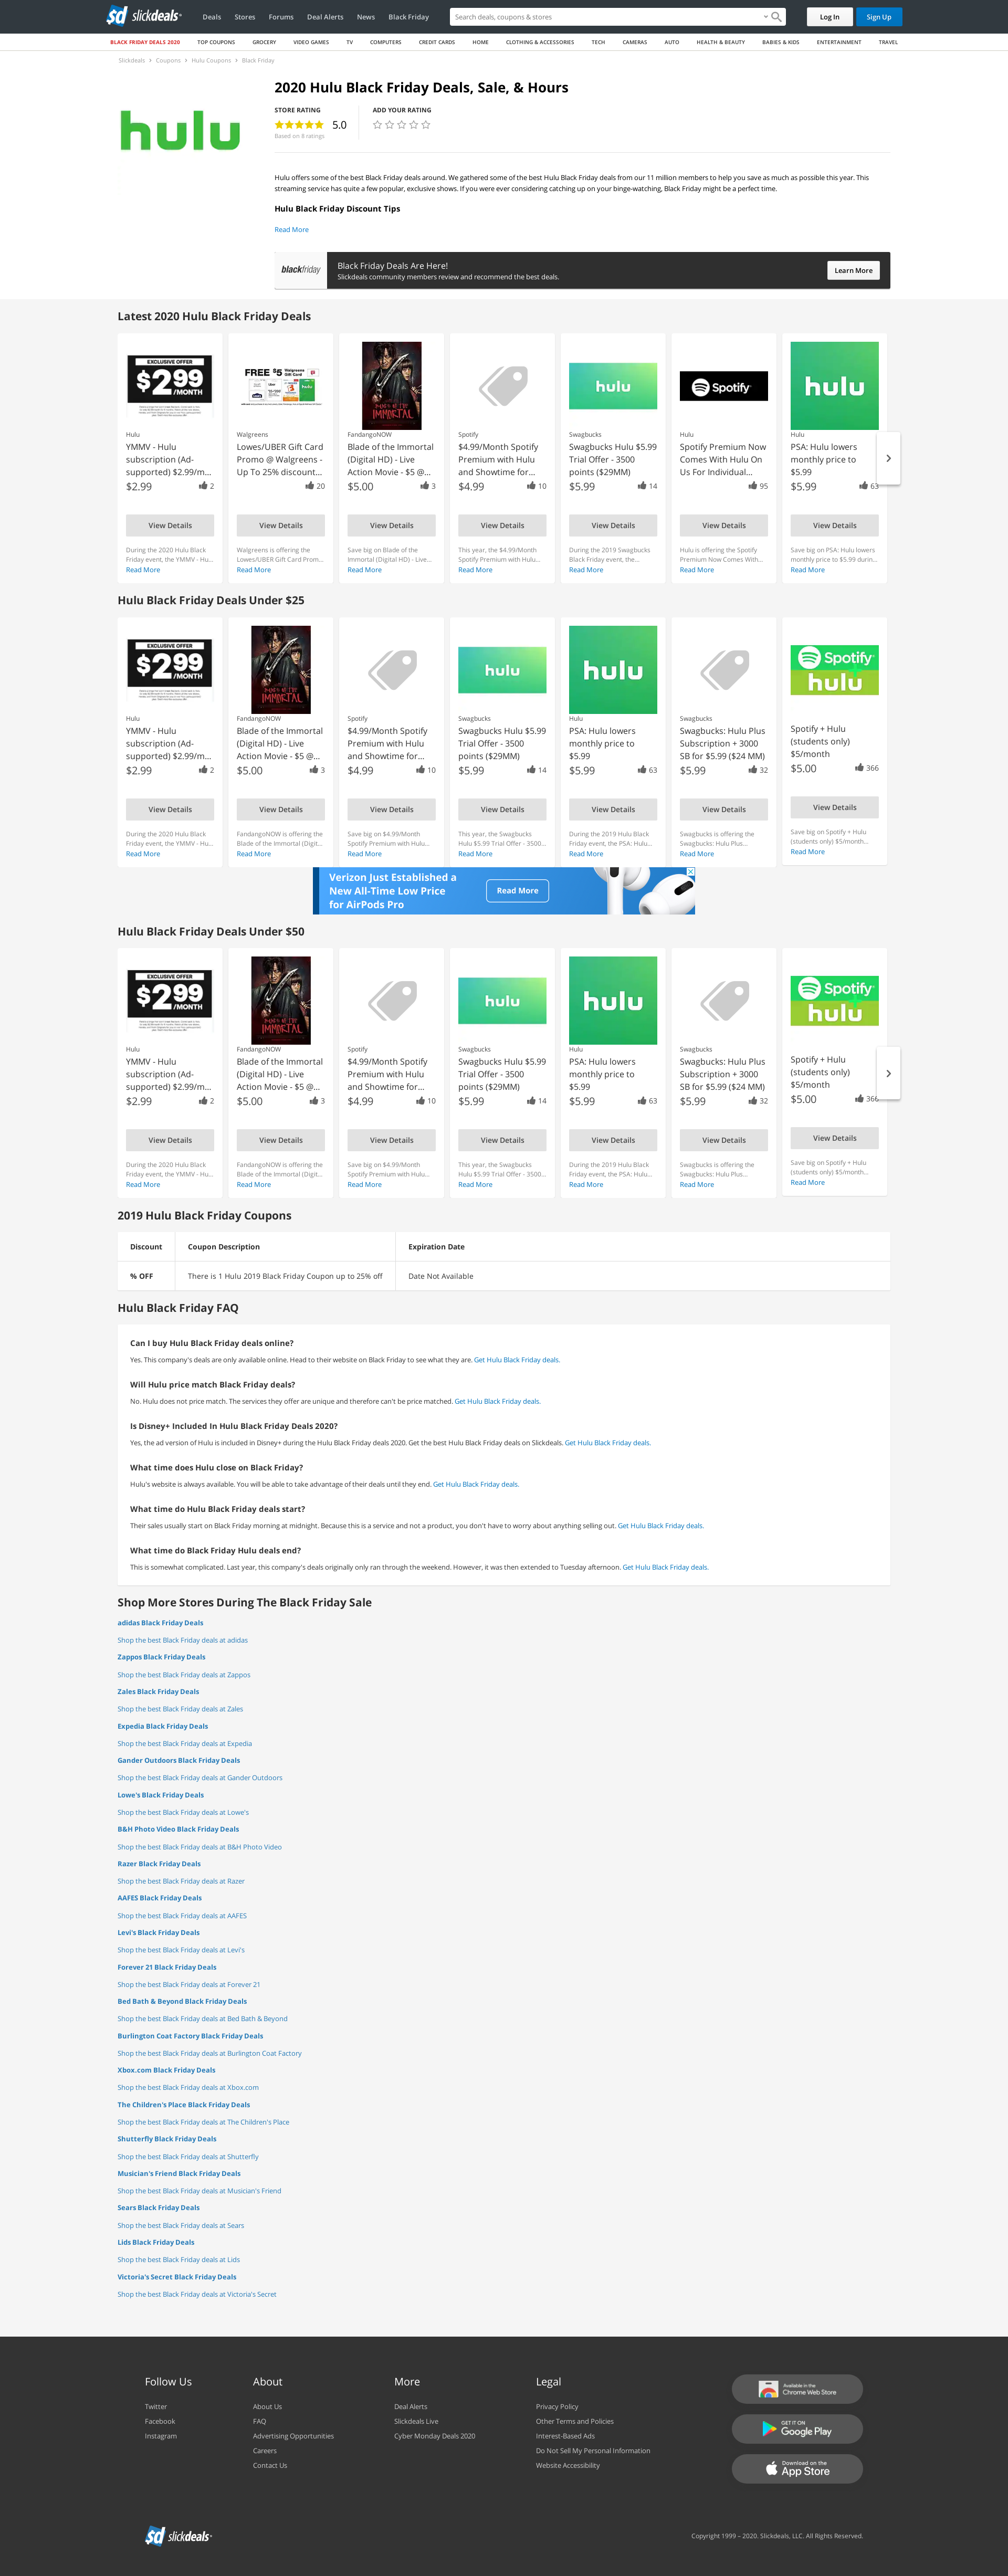 sd slickdeals
Deals
Stores
Forums
Deal Alerts
News
Black Friday
Search deals, coupons & stores
Log In
Sign Up
BLACK FRIDAY DEALS 2020
TOP COUPONS
GROCERY
VIDEO GAMES
TV
COMPUTERS
CREDIT CARDS
HOME
CLOTHING & ACCESSORIES
TECH
CAMERAS
AUTO
HEALTH & BEAUTY
BABIES & KIDS
ENTERTAINMENT
TRAVEL
Slickdeals > Coupons > Hulu Coupons > Black Friday
hulu
2020 Hulu Black Friday Deals, Sale, & Hours
STORE RATING
5.0
Based on 8 ratings
ADD YOUR RATING
Hulu offers some of the best Black Friday deals around. We gathered some of the best Hulu Black Friday deals from our 11 million members to help you save as much as possible this year. This
streaming service has quite a few popular, exclusive shows. If you were ever considering catching up on your binge-watching, Black Friday might be a perfect time.
Hulu Black Friday Discount Tips
Read More
blackfriday
Black Friday Deals Are Here!
Slickdeals community members review and recommend the best deals.
Learn More
Latest 2020 Hulu Black Friday Deals
EXCLUSIVE OFFER
$2.99
/MONTH
Hulu
YMMV - Hulu
subscription (Ad-
supported) $2.99/m...
$2.99
2
View Details
During the 2020 Hulu Black
Friday event, the YMMV - Hu...
Read More
FREE $5 Walgreens Gift Card
Walgreens
Lowes/UBER Gift Card
Promo @ Walgreens -
Up To 25% discount...
20
View Details
Walgreens is offering the
Lowes/UBER Gift Card Prom...
Read More
BLADE OF THE
IMMORTAL
FandangoNOW
Blade of the Immortal
(Digital HD) - Live
Action Movie - $5 @...
$5.00
3
View Details
Save big on Blade of the
Immortal (Digital HD) - Live...
Read More
Spotify
$4.99/Month Spotify
Premium with Hulu
and Showtime for...
$4.99
10
View Details
This year, the $4.99/Month
Spotify Premium with Hulu...
Read More
hulu
Swagbucks
Swagbucks Hulu $5.99
Trial Offer - 3500
points ($29MM)
$5.99
14
View Details
During the 2019 Swagbucks
Black Friday event, the...
Read More
Spotify
Hulu
Spotify Premium Now
Comes With Hulu On
Us For Individual...
95
View Details
Hulu is offering the Spotify
Premium Now Comes With...
Read More
hulu
Hulu
PSA: Hulu lowers
monthly price to
$5.99
$5.99
63
View Details
Save big on PSA: Hulu lowers
monthly price to $5.99 durin...
Read More
Hulu Black Friday Deals Under $25
EXCLUSIVE OFFER
$2.99
/MONTH
Hulu
YMMV - Hulu
subscription (Ad-
supported) $2.99/m...
$2.99
2
View Details
During the 2020 Hulu Black
Friday event, the YMMV - Hu...
Read More
BLADE OF THE
IMMORTAL
FandangoNOW
Blade of the Immortal
(Digital HD) - Live
Action Movie - $5 @...
$5.00
3
View Details
FandangoNOW is offering the
Blade of the Immortal (Digit...
Read More
Spotify
$4.99/Month Spotify
Premium with Hulu
and Showtime for...
$4.99
10
View Details
Save big on $4.99/Month
Spotify Premium with Hulu...
Read More
hulu
Swagbucks
Swagbucks Hulu $5.99
Trial Offer - 3500
points ($29MM)
$5.99
14
View Details
This year, the Swagbucks
Hulu $5.99 Trial Offer - 3500...
Read More
hulu
Hulu
PSA: Hulu lowers
monthly price to
$5.99
$5.99
63
View Details
During the 2019 Hulu Black
Friday event, the PSA: Hulu...
Read More
Swagbucks
Swagbucks: Hulu Plus
Subscription + 3000
SB for $5.99 ($24 MM)
$5.99
32
View Details
Swagbucks is offering the
Swagbucks: Hulu Plus...
Read More
Spotify
hulu
Spotify + Hulu
(students only)
$5/month
$5.00
366
View Details
Save big on Spotify + Hulu
(students only) $5/month...
Read More
Verizon Just Established a
New All-Time Low Price
for AirPods Pro
Read More
Hulu Black Friday Deals Under $50
EXCLUSIVE OFFER
$2.99
/MONTH
Hulu
YMMV - Hulu
subscription (Ad-
supported) $2.99/m...
$2.99
2
View Details
During the 2020 Hulu Black
Friday event, the YMMV - Hu...
Read More
BLADE OF THE
IMMORTAL
FandangoNOW
Blade of the Immortal
(Digital HD) - Live
Action Movie - $5 @...
$5.00
3
View Details
FandangoNOW is offering the
Blade of the Immortal (Digit...
Read More
Spotify
$4.99/Month Spotify
Premium with Hulu
and Showtime for...
$4.99
10
View Details
Save big on $4.99/Month
Spotify Premium with Hulu...
Read More
hulu
Swagbucks
Swagbucks Hulu $5.99
Trial Offer - 3500
points ($29MM)
$5.99
14
View Details
This year, the Swagbucks
Hulu $5.99 Trial Offer - 3500...
Read More
hulu
Hulu
PSA: Hulu lowers
monthly price to
$5.99
$5.99
63
View Details
During the 2019 Hulu Black
Friday event, the PSA: Hulu...
Read More
Swagbucks
Swagbucks: Hulu Plus
Subscription + 3000
SB for $5.99 ($24 MM)
$5.99
32
View Details
Swagbucks is offering the
Swagbucks: Hulu Plus...
Read More
Spotify
hulu
Spotify + Hulu
(students only)
$5/month
$5.00
366
View Details
Save big on Spotify + Hulu
(students only) $5/month...
Read More
2019 Hulu Black Friday Coupons
Discount
Coupon Description
Expiration Date
% OFF
There is 1 Hulu 2019 Black Friday Coupon up to 25% off
Date Not Available
Hulu Black Friday FAQ
Can I buy Hulu Black Friday deals online?
Yes. This company's deals are only available online. Head to their website on Black Friday to see what they are. Get Hulu Black Friday deals.
Will Hulu price match Black Friday deals?
No. Hulu does not price match. The services they offer are unique and therefore can't be price matched. Get Hulu Black Friday deals.
Is Disney+ Included In Hulu Black Friday Deals 2020?
Yes, the ad version of Hulu is included in Disney+ during the Hulu Black Friday deals 2020. Get the best Hulu Black Friday deals on Slickdeals. Get Hulu Black Friday deals.
What time does Hulu close on Black Friday?
Hulu's website is always available. You will be able to take advantage of their deals until they end. Get Hulu Black Friday deals.
What time do Hulu Black Friday deals start?
Their sales usually start on Black Friday morning at midnight. Because this is a service and not a product, you don't have to worry about anything selling out. Get Hulu Black Friday deals.
What time do Black Friday Hulu deals end?
This is somewhat complicated. Last year, this company's deals originally only ran through the weekend. However, it was then extended to Tuesday afternoon. Get Hulu Black Friday deals.
Shop More Stores During The Black Friday Sale
adidas Black Friday Deals
Shop the best Black Friday deals at adidas
Zappos Black Friday Deals
Shop the best Black Friday deals at Zappos
Zales Black Friday Deals
Shop the best Black Friday deals at Zales
Expedia Black Friday Deals
Shop the best Black Friday deals at Expedia
Gander Outdoors Black Friday Deals
Shop the best Black Friday deals at Gander Outdoors
Lowe's Black Friday Deals
Shop the best Black Friday deals at Lowe's
B&H Photo Video Black Friday Deals
Shop the best Black Friday deals at B&H Photo Video
Razer Black Friday Deals
Shop the best Black Friday deals at Razer
AAFES Black Friday Deals
Shop the best Black Friday deals at AAFES
Levi's Black Friday Deals
Shop the best Black Friday deals at Levi's
Forever 21 Black Friday Deals
Shop the best Black Friday deals at Forever 21
Bed Bath & Beyond Black Friday Deals
Shop the best Black Friday deals at Bed Bath & Beyond
Burlington Coat Factory Black Friday Deals
Shop the best Black Friday deals at Burlington Coat Factory
Xbox.com Black Friday Deals
Shop the best Black Friday deals at Xbox.com
The Children's Place Black Friday Deals
Shop the best Black Friday deals at The Children's Place
Shutterfly Black Friday Deals
Shop the best Black Friday deals at Shutterfly
Musician's Friend Black Friday Deals
Shop the best Black Friday deals at Musician's Friend
Sears Black Friday Deals
Shop the best Black Friday deals at Sears
Lids Black Friday Deals
Shop the best Black Friday deals at Lids
Victoria's Secret Black Friday Deals
Shop the best Black Friday deals at Victoria's Secret
Follow Us
Twitter
Facebook
Instagram
About
About Us
FAQ
Advertising Opportunities
Careers
Contact Us
More
Deal Alerts
Slickdeals Live
Cyber Monday Deals 2020
Legal
Privacy Policy
Other Terms and Policies
Interest-Based Ads
Do Not Sell My Personal Information
Website Accessibility
Available in the
Chrome Web Store
GET IT ON
Google Play
Download on the
App Store
sd slickdeals
Copyright 1999 – 2020. Slickdeals, LLC. All Rights Reserved.